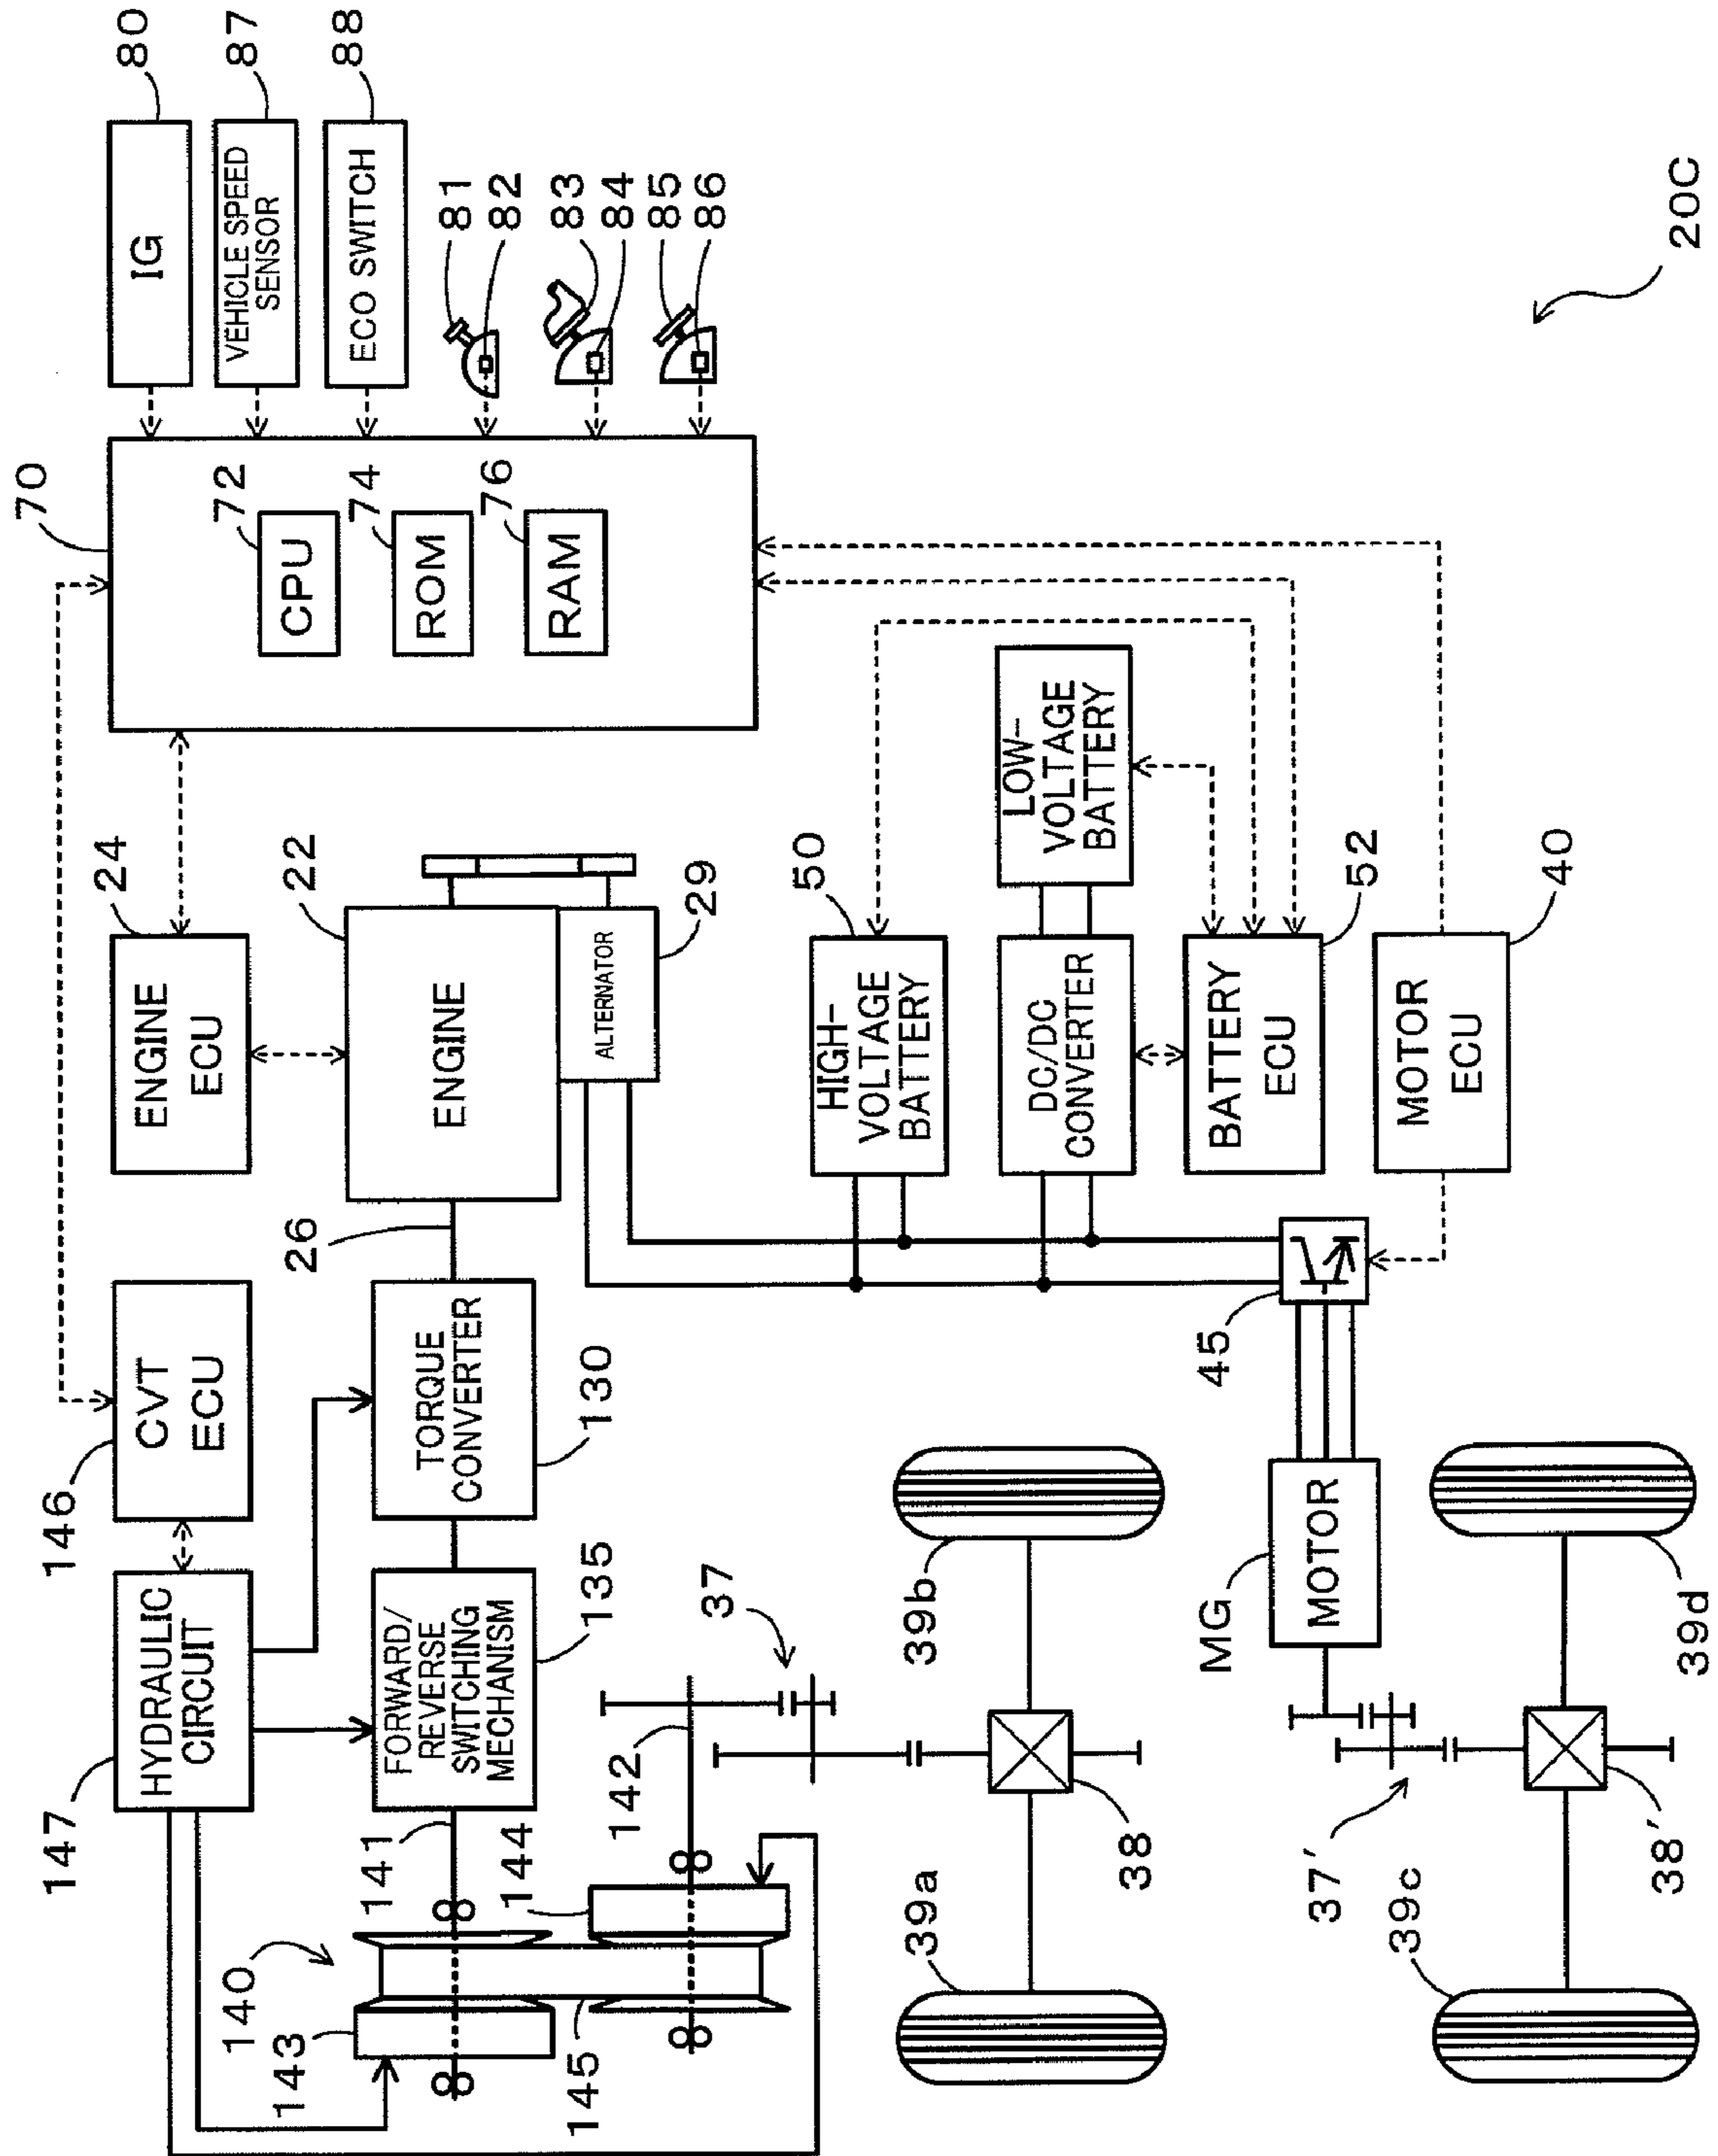 147
HYDRAULIC
CIRCUIT
146
CVT
ECU
24
ENGINE
ECU
70
72
CPU
74
ROM
76
RAM
80
IG
87
VEHICLE SPEED
SENSOR
88
ECO SWITCH
81
82
83
84
85
86
140
143
145
141
144
142
FORWARD/
REVERSE
SWITCHING
MECHANISM
135
TORQUE
CONVERTER
130
26
22
ENGINE
ALTERNATOR
29
37
50
HIGH-
VOLTAGE
BATTERY
DC/DC
CONVERTER
LOW-
VOLTAGE
BATTERY
BATTERY
ECU
52
MOTOR
ECU
40
39a
38
39b
45
MG
MOTOR
37'
39c
38'
39d
20C